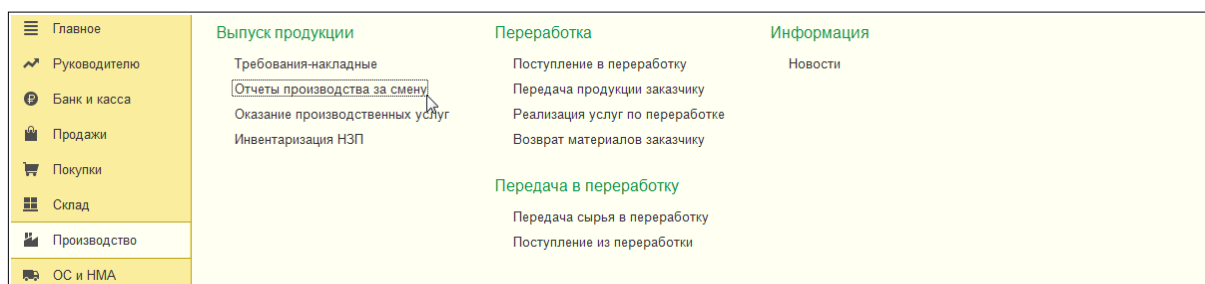 Главное
Руководителю
Банк и касса
Продажи
Покупки
Склад
Производство
ОС и НМА
Выпуск продукции
Требования-накладные
Отчеты производства за смену
Оказание производственных услуг
Инвентаризация НЗП
Переработка
Поступление в переработку
Передача продукции заказчику
Реализация услуг по переработке
Возврат материалов заказчику
Передача в переработку
Передача сырья в переработку
Поступление из переработки
Информация
Новости